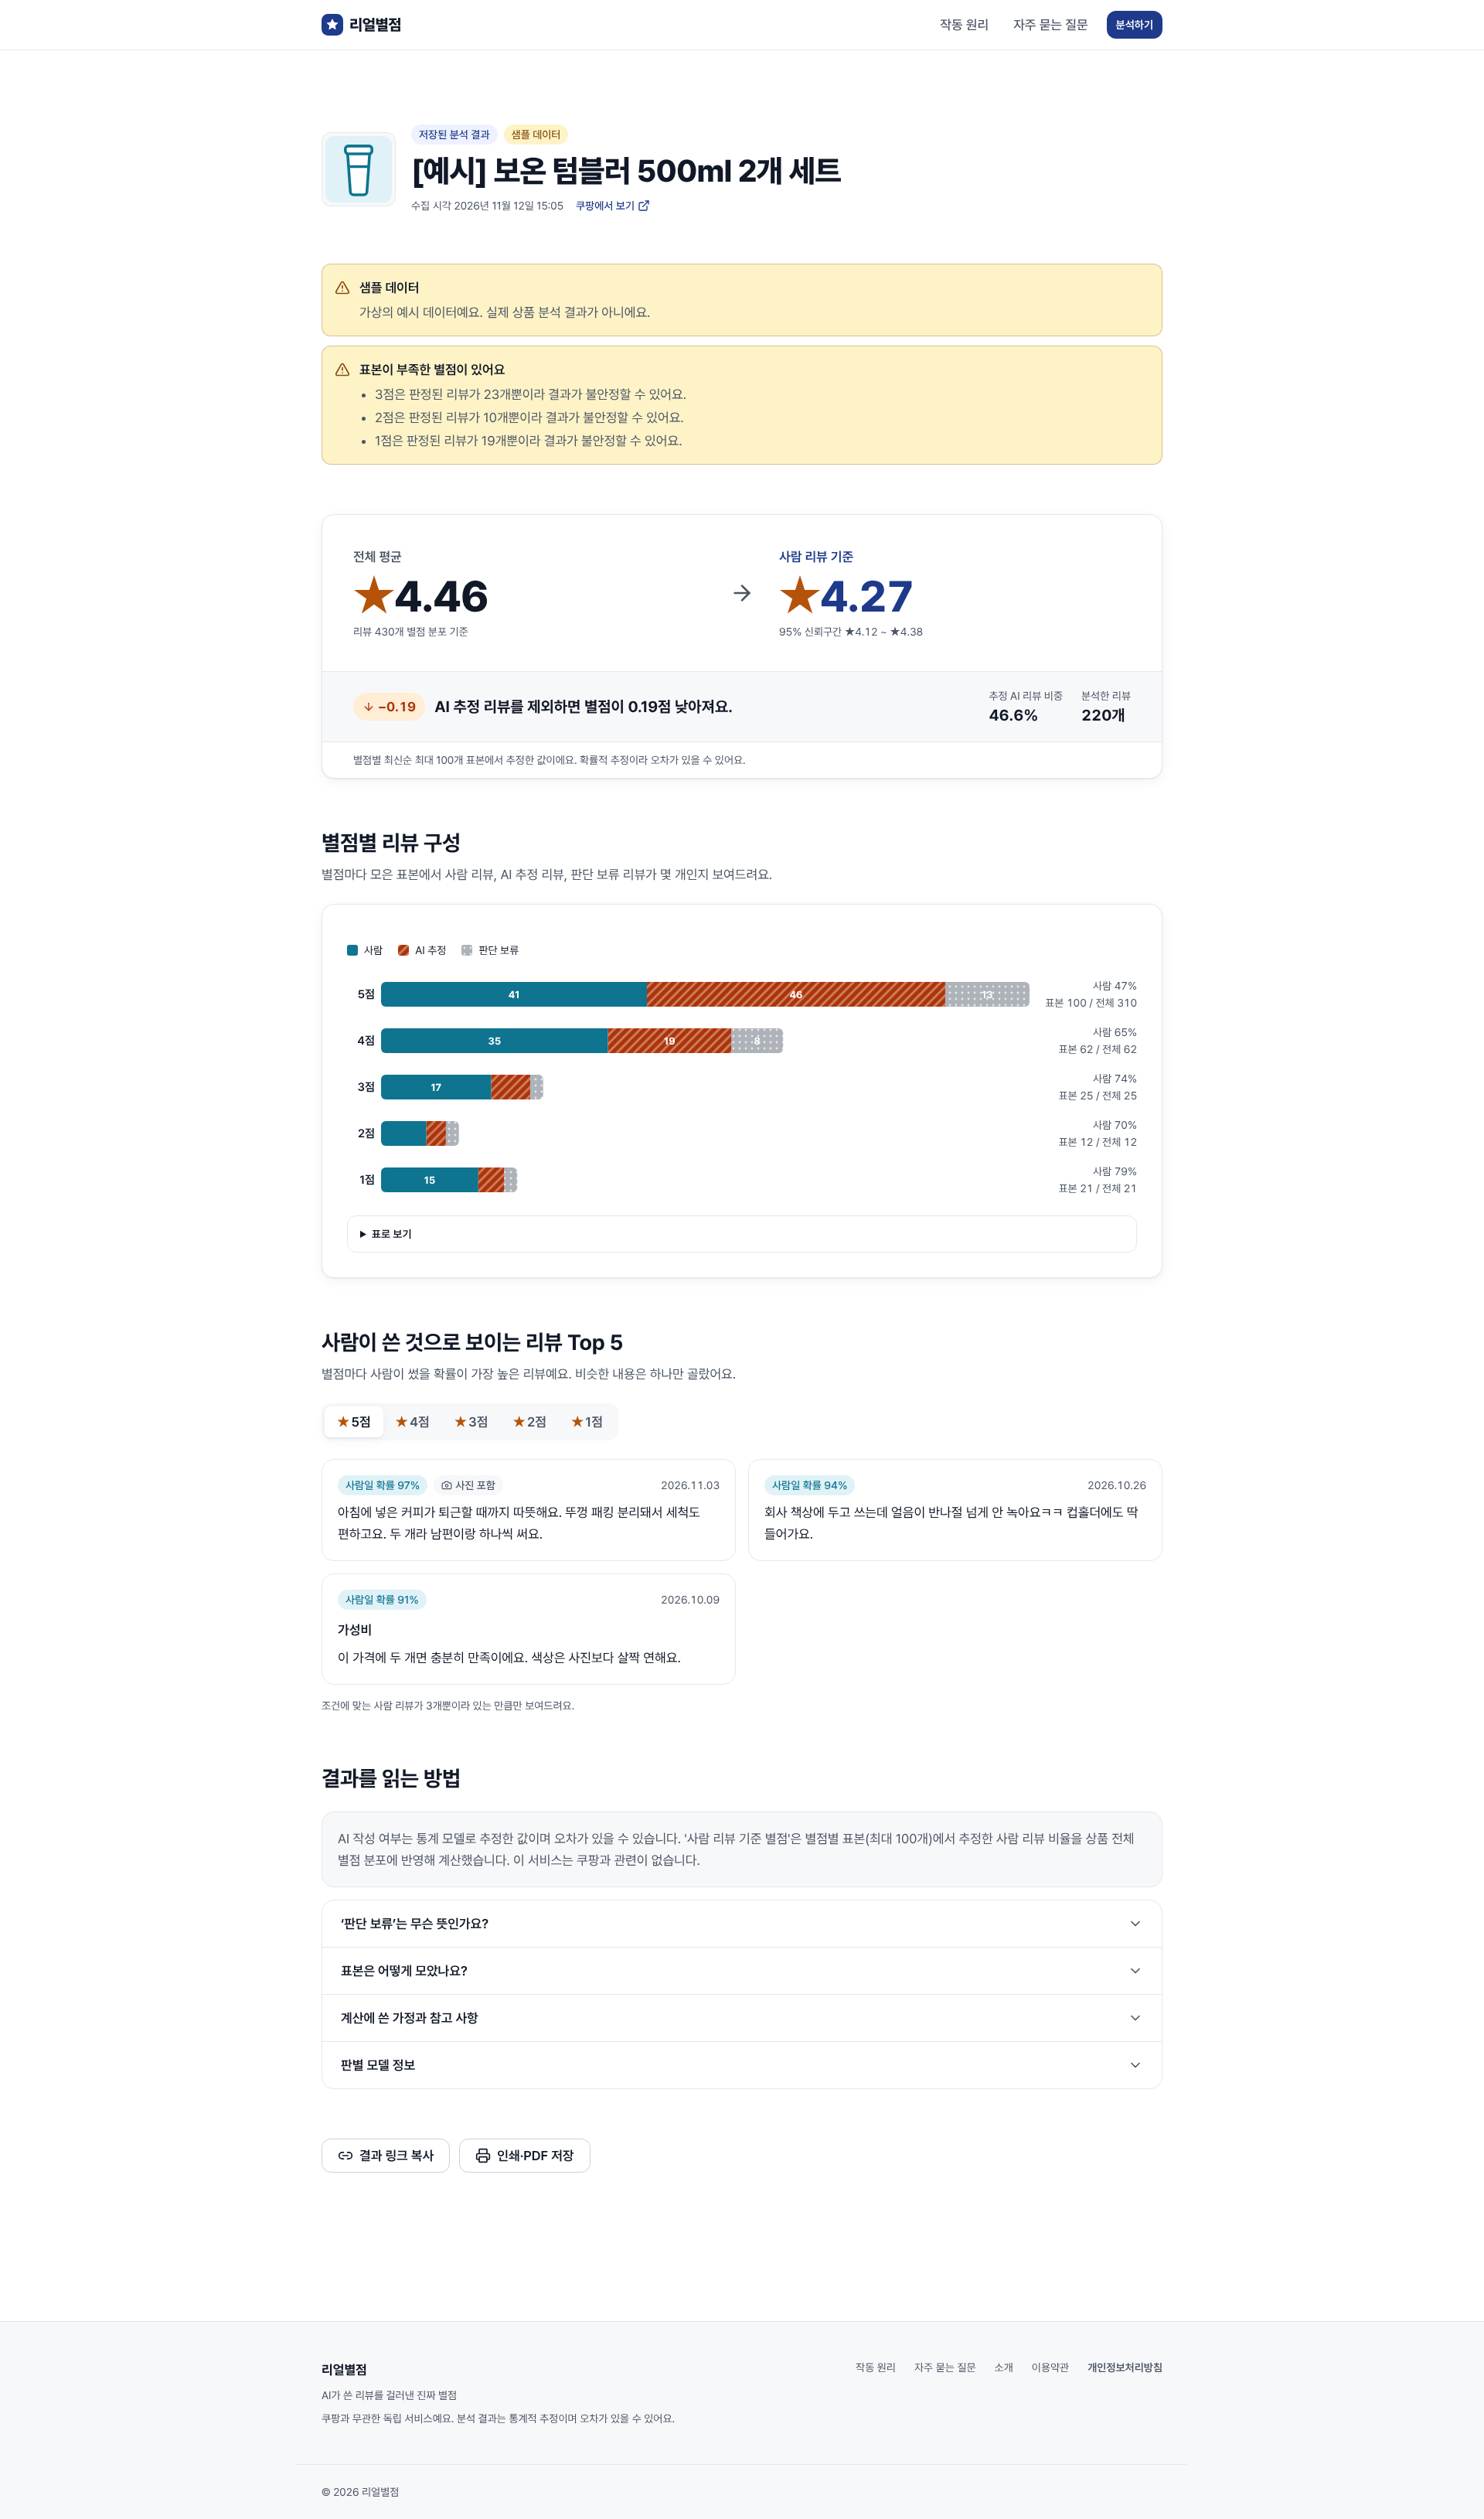 리얼별점
작동 원리
자주 묻는 질문
분석하기
저장된 분석 결과
샘플 데이터
[예시] 보온 텀블러 500ml 2개 세트
수집 시각 2026년 11월 12일 15:05
쿠팡에서 보기
샘플 데이터
가상의 예시 데이터예요. 실제 상품 분석 결과가 아니에요.
표본이 부족한 별점이 있어요
• 3점은 판정된 리뷰가 23개뿐이라 결과가 불안정할 수 있어요.
• 2점은 판정된 리뷰가 10개뿐이라 결과가 불안정할 수 있어요.
• 1점은 판정된 리뷰가 19개뿐이라 결과가 불안정할 수 있어요.
전체 평균
★4.46
리뷰 430개 별점 분포 기준
→
사람 리뷰 기준
★4.27
95% 신뢰구간 ★4.12 ~ ★4.38
↓ −0.19
AI 추정 리뷰를 제외하면 별점이 0.19점 낮아져요.
추정 AI 리뷰 비중
46.6%
분석한 리뷰
220개
별점별 최신순 최대 100개 표본에서 추정한 값이에요. 확률적 추정이라 오차가 있을 수 있어요.
별점별 리뷰 구성
별점마다 모은 표본에서 사람 리뷰, AI 추정 리뷰, 판단 보류 리뷰가 몇 개인지 보여드려요.
사람
AI 추정
판단 보류
5점
41
46
13
사람 47%
표본 100 / 전체 310
4점
35
19
8
사람 65%
표본 62 / 전체 62
3점
17
사람 74%
표본 25 / 전체 25
2점
사람 70%
표본 12 / 전체 12
1점
15
사람 79%
표본 21 / 전체 21
▶ 표로 보기
사람이 쓴 것으로 보이는 리뷰 Top 5
별점마다 사람이 썼을 확률이 가장 높은 리뷰예요. 비슷한 내용은 하나만 골랐어요.
★5점
★4점
★3점
★2점
★1점
사람일 확률 97%
사진 포함
2026.11.03
아침에 넣은 커피가 퇴근할 때까지 따뜻해요. 뚜껑 패킹 분리돼서 세척도
편하고요. 두 개라 남편이랑 하나씩 써요.
사람일 확률 94%
2026.10.26
회사 책상에 두고 쓰는데 얼음이 반나절 넘게 안 녹아요ㅋㅋ 컵홀더에도 딱
들어가요.
사람일 확률 91%
2026.10.09
가성비
이 가격에 두 개면 충분히 만족이에요. 색상은 사진보다 살짝 연해요.
조건에 맞는 사람 리뷰가 3개뿐이라 있는 만큼만 보여드려요.
결과를 읽는 방법
AI 작성 여부는 통계 모델로 추정한 값이며 오차가 있을 수 있습니다. '사람 리뷰 기준 별점'은 별점별 표본(최대 100개)에서 추정한 사람 리뷰 비율을 상품 전체
별점 분포에 반영해 계산했습니다. 이 서비스는 쿠팡과 관련이 없습니다.
‘판단 보류’는 무슨 뜻인가요?
표본은 어떻게 모았나요?
계산에 쓴 가정과 참고 사항
판별 모델 정보
결과 링크 복사
인쇄·PDF 저장
리얼별점
작동 원리
자주 묻는 질문
소개
이용약관
개인정보처리방침
AI가 쓴 리뷰를 걸러낸 진짜 별점
쿠팡과 무관한 독립 서비스예요. 분석 결과는 통계적 추정이며 오차가 있을 수 있어요.
© 2026 리얼별점